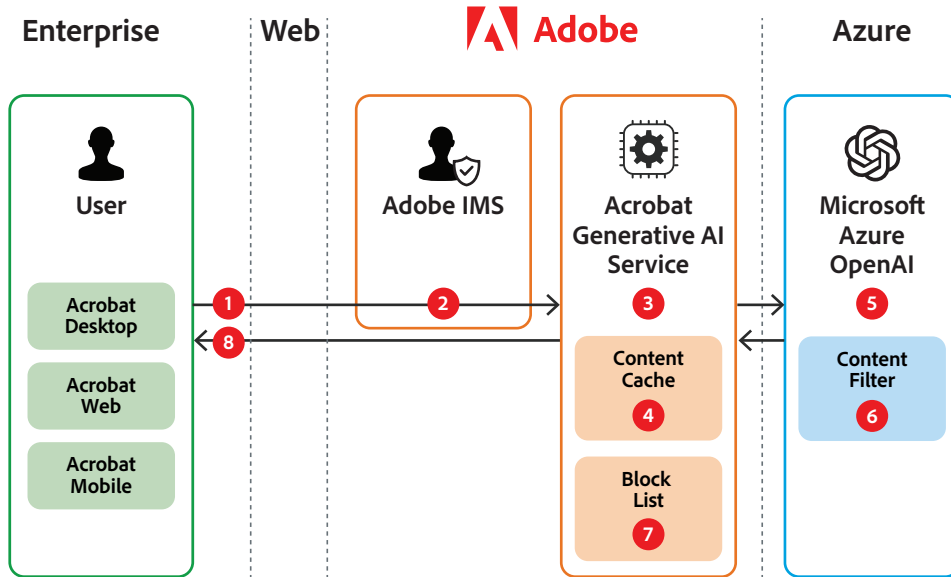 Enterprise
Web
Adobe
Azure
User
Adobe IMS
Acrobat
Generative AI
Service
Microsoft
Azure
OpenAI
Acrobat
Desktop
1
2
3
5
8
Acrobat
Web
Content
Cache
4
Content
Filter
6
Acrobat
Mobile
Block
List
7